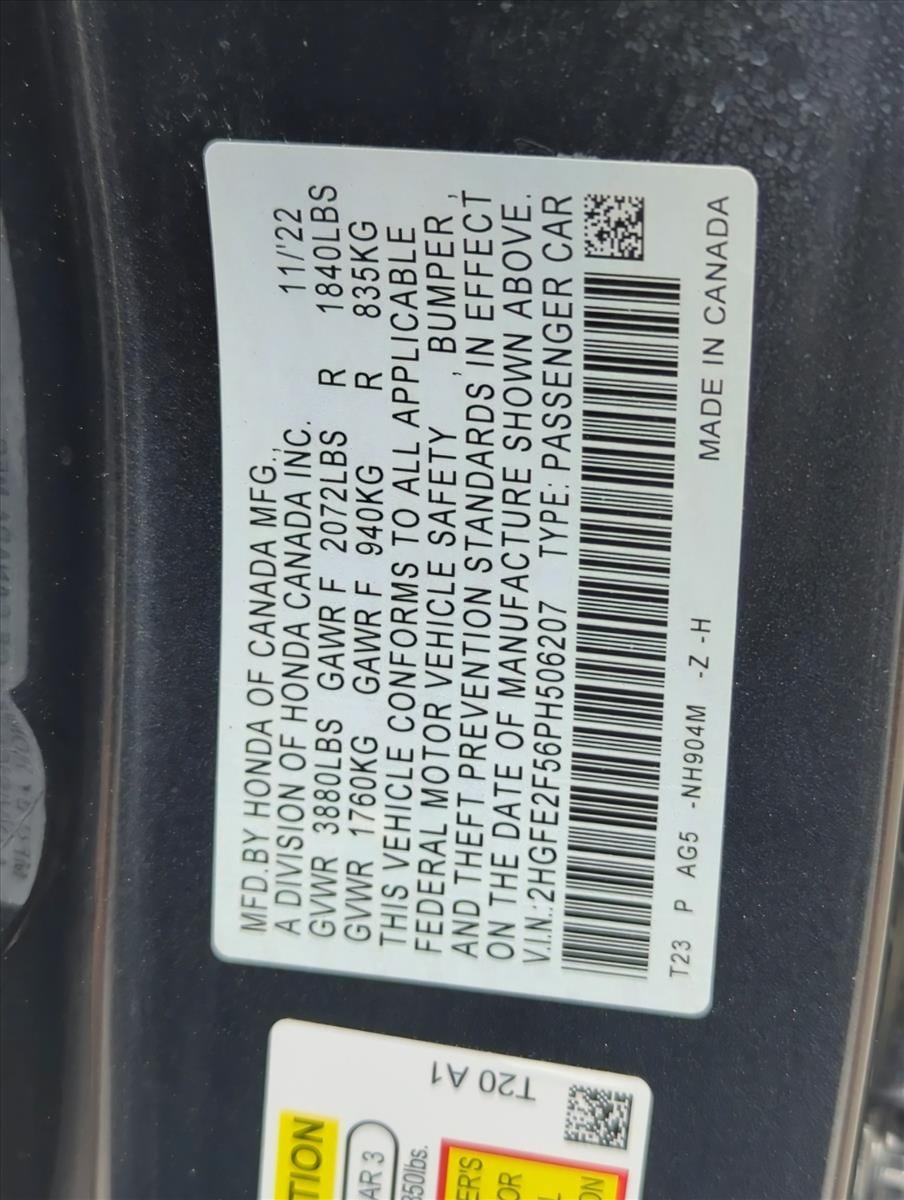 MFD.BY HONDA OF CANADA MFG.,
A DIVISION OF HONDA CANADA INC. 11/'22
GVWR 3880LBS GAWR F 2072LBS R 1840LBS
GVWR 1760KG GAWR F 940KG R 835KG
THIS VEHICLE CONFORMS TO ALL APPLICABLE
FEDERAL MOTOR VEHICLE SAFETY , BUMPER ,
AND THEFT PREVENTION STANDARDS IN EFFECT
ON THE DATE OF MANUFACTURE SHOWN ABOVE.
V.I.N.:2HGFE2F56PH506207 TYPE: PASSENGER CAR
T23 P AG5 -NH904M -Z -H
MADE IN CANADA
T20 A1